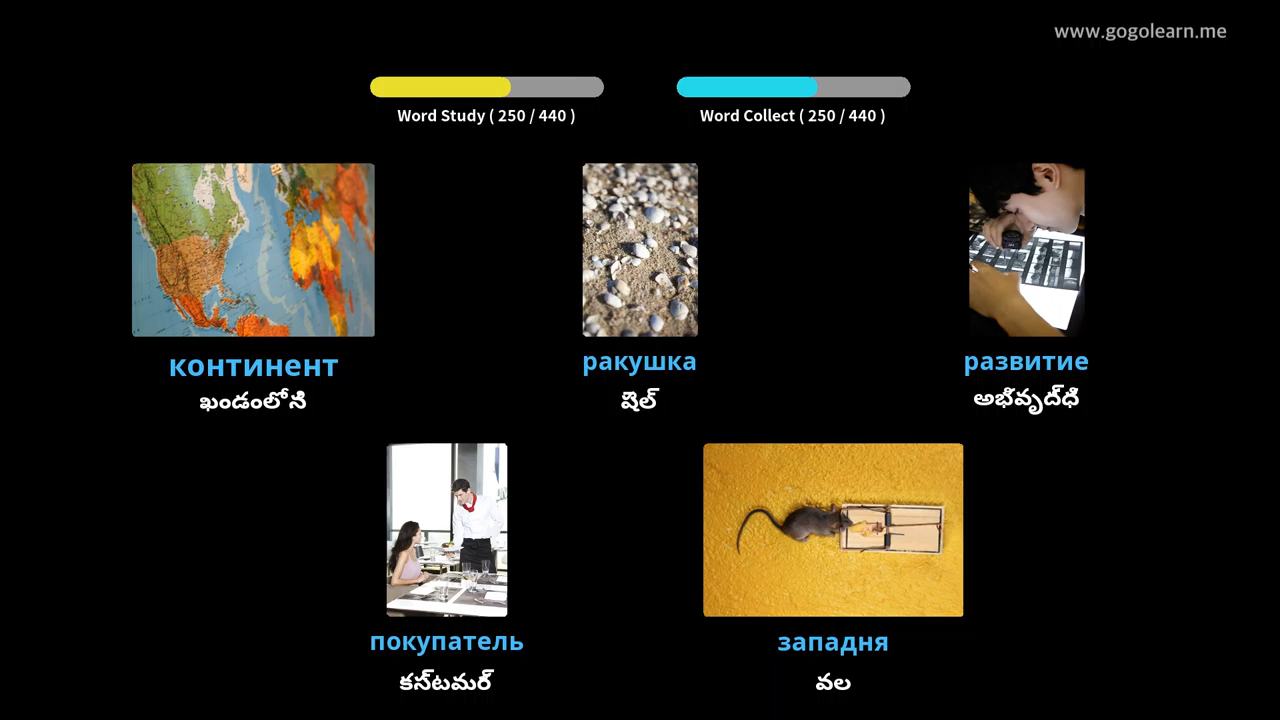 www.gogolearn.me
Word Study ( 250 / 440 )
Word Collect ( 250 / 440 )
континент
ఖండంలోని
ракушка
షెల్
развитие
అభివృద్ధి
покупатель
కస్టమర్
западня
వల